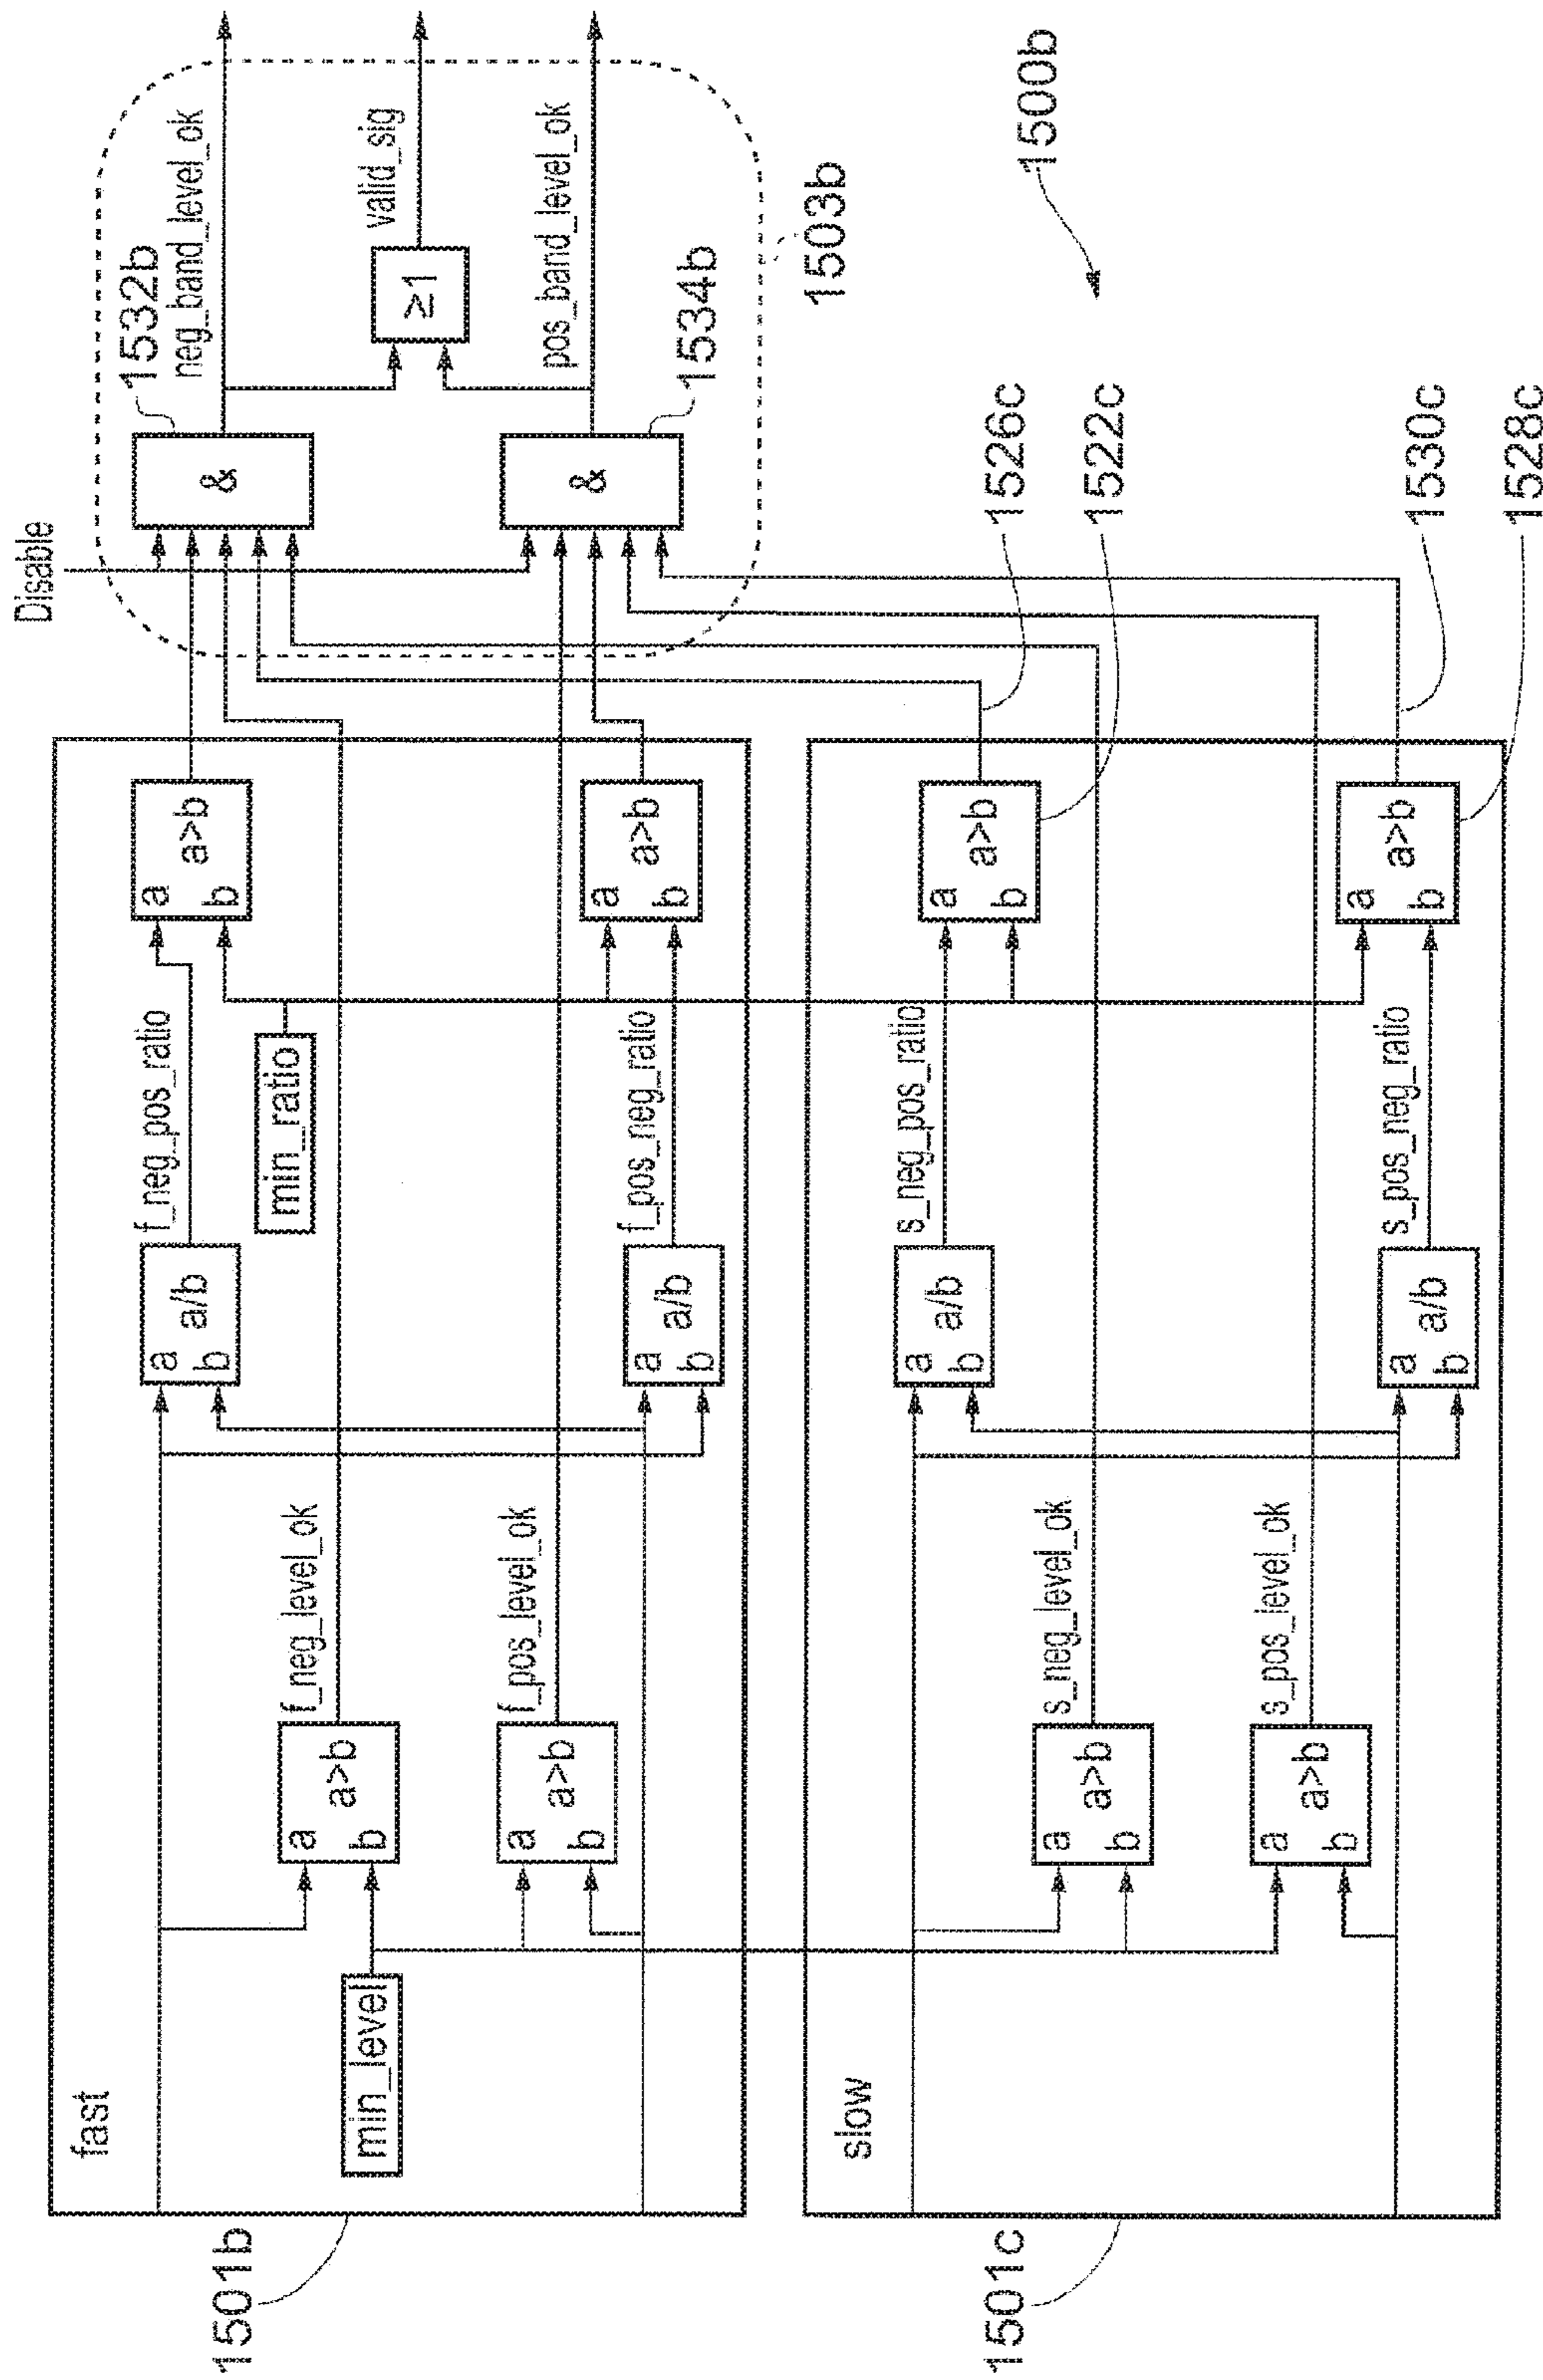 1501b
fast
min_level
a
b
a>b
f_neg_level_ok
a
b
a>b
f_pos_level_ok
a
b
a/b
f_neg_pos_ratio
min_ratio
a
b
a/b
f_pos_neg_ratio
a
b
a>b
a
b
a>b
Disable
&
1532b
neg_band_level_ok
≥1
valid_sig
&
1534b
pos_band_level_ok
1503b
1501c
slow
a
b
a>b
s_neg_level_ok
a
b
a>b
s_pos_level_ok
a
b
a/b
s_neg_pos_ratio
a
b
a/b
s_pos_neg_ratio
a
b
a>b
a
b
a>b
1526c
1522c
1530c
1528c
1500b